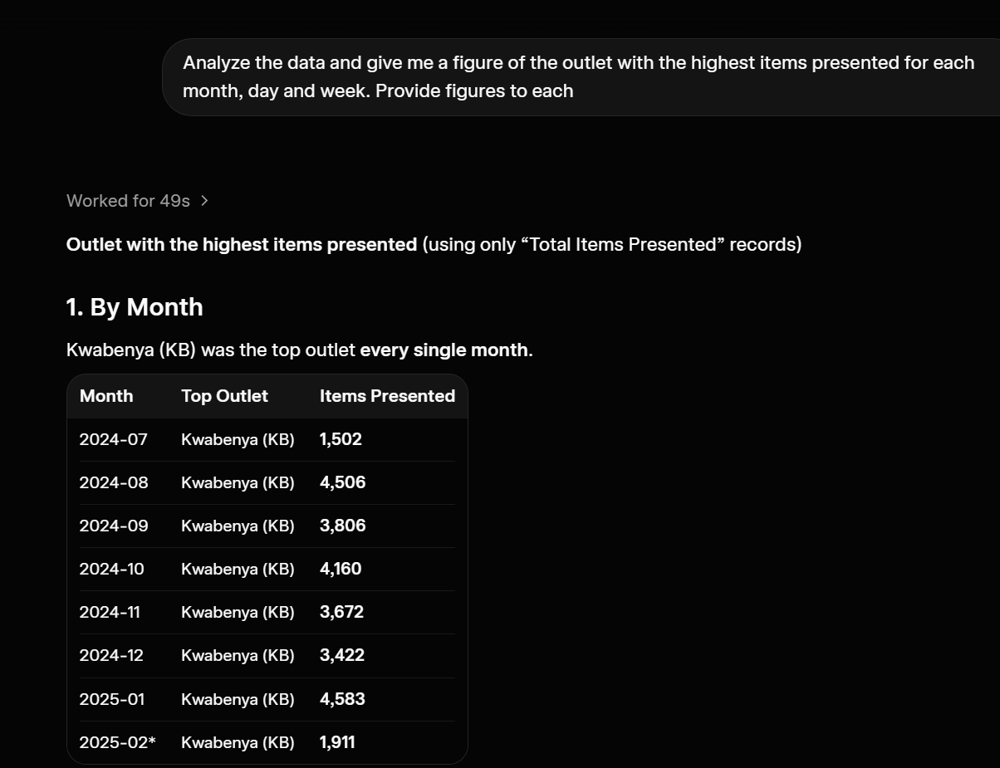 Analyze the data and give me a figure of the outlet with the highest items presented for each
month, day and week. Provide figures to each
Worked for 49s >
Outlet with the highest items presented (using only “Total Items Presented” records)
1. By Month
Kwabenya (KB) was the top outlet every single month.
Month Top Outlet Items Presented
2024-07 Kwabenya (KB) 1,502
2024-08 Kwabenya (KB) 4,506
2024-09 Kwabenya (KB) 3,806
2024-10 Kwabenya (KB) 4,160
2024-11 Kwabenya (KB) 3,672
2024-12 Kwabenya (KB) 3,422
2025-01 Kwabenya (KB) 4,583
2025-02* Kwabenya (KB) 1,911